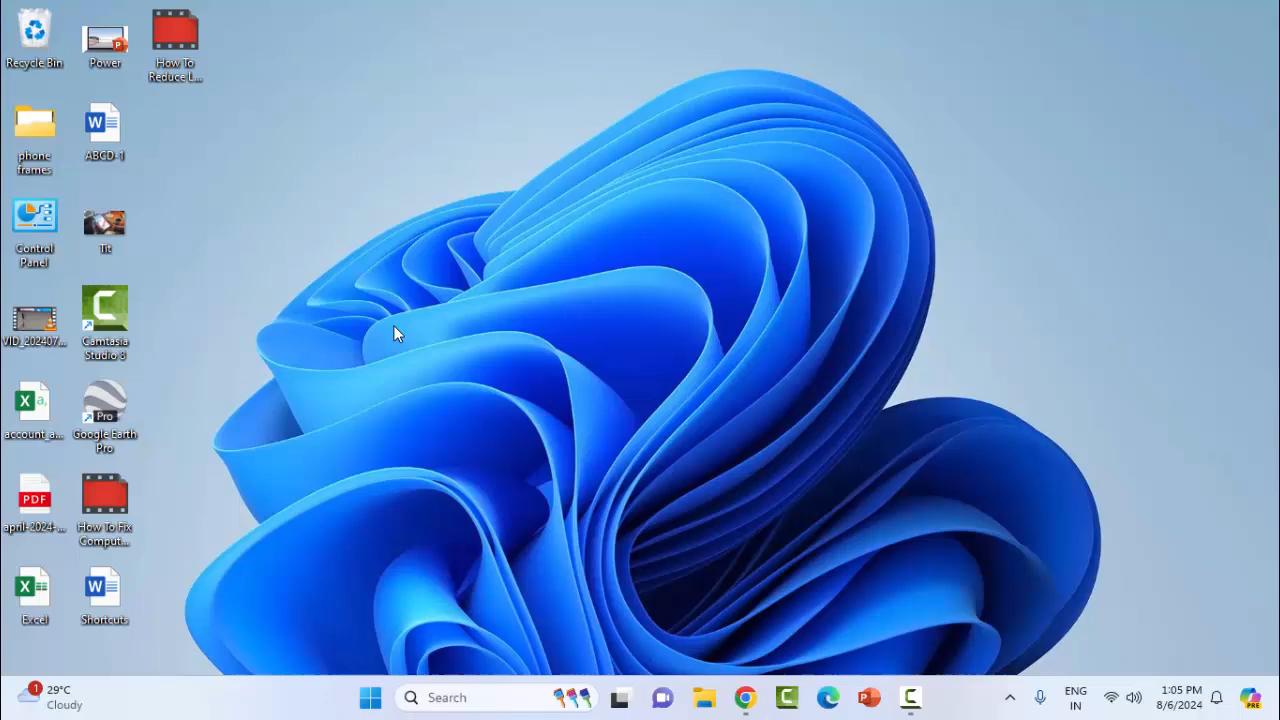 Recycle Bin
Power
How To
Reduce L...
phone
frames
ABCD-1
Control
Panel
Tit
VID_202407...
Camtasia
Studio 8
account_a...
Pro
Google Earth
Pro
PDF
april-2024-...
How To Fix
Comput...
Excel
Shortcuts
1
29°C
Cloudy
Search
ENG
IN
1:05 PM
8/6/2024
PRE